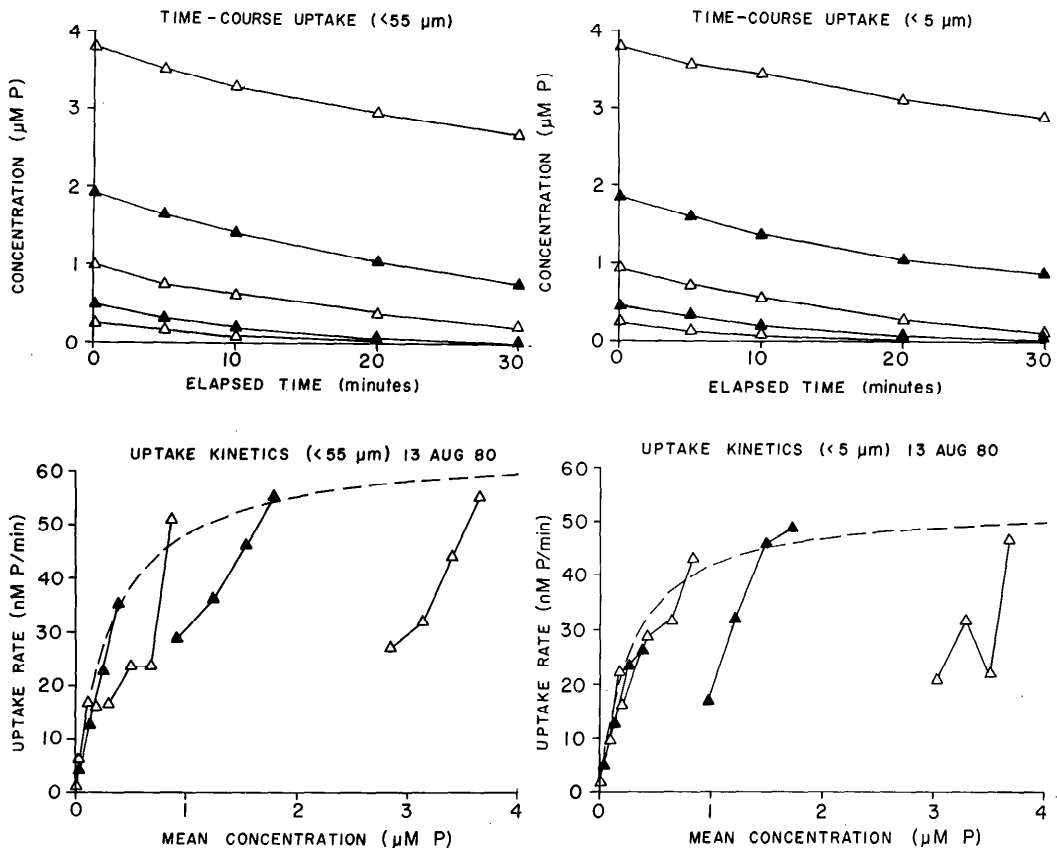 TIME-COURSE UPTAKE (<55 µm)
CONCENTRATION (µM P)
4
3
2
1
0
0 10 20 30
ELAPSED TIME (minutes)
TIME-COURSE UPTAKE (<5 µm)
CONCENTRATION (µM P)
4
3
2
1
0
0 10 20 30
ELAPSED TIME (minutes)
UPTAKE KINETICS (<55 µm) 13 AUG 80
UPTAKE RATE (nM P/min)
60
50
40
30
20
10
0
0 1 2 3 4
MEAN CONCENTRATION (µM P)
UPTAKE KINETICS (<5 µm) 13 AUG 80
UPTAKE RATE (nM P/min)
60
50
40
30
20
10
0
0 1 2 3 4
MEAN CONCENTRATION (µM P)